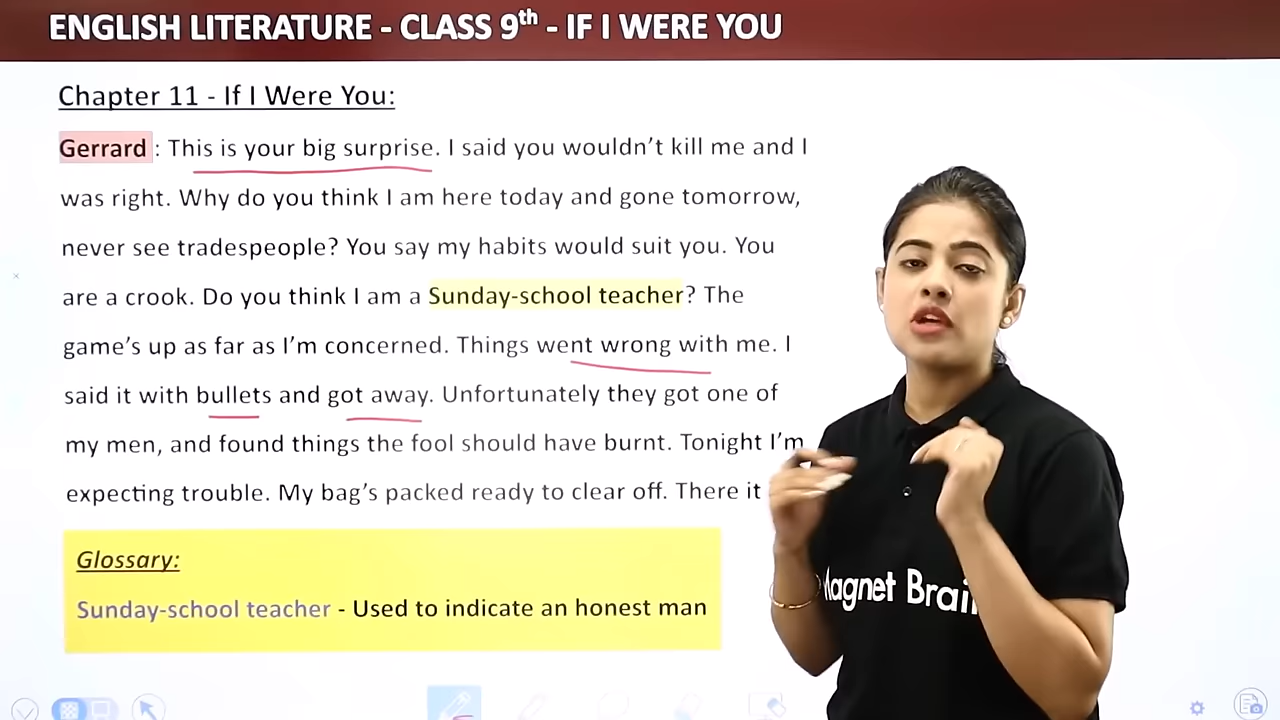 ENGLISH LITERATURE - CLASS 9th - IF I WERE YOU
Chapter 11 - If I Were You:
Gerrard : This is your big surprise. I said you wouldn't kill me and I
was right. Why do you think I am here today and gone tomorrow,
never see tradespeople? You say my habits would suit you. You
are a crook. Do you think I am a Sunday-school teacher? The
game's up as far as I'm concerned. Things went wrong with me. I
said it with bullets and got away. Unfortunately they got one of
my men, and found things the fool should have burnt. Tonight I'm
expecting trouble. My bag's packed ready to clear off. There it
Glossary:
Sunday-school teacher - Used to indicate an honest man
Magnet Brai